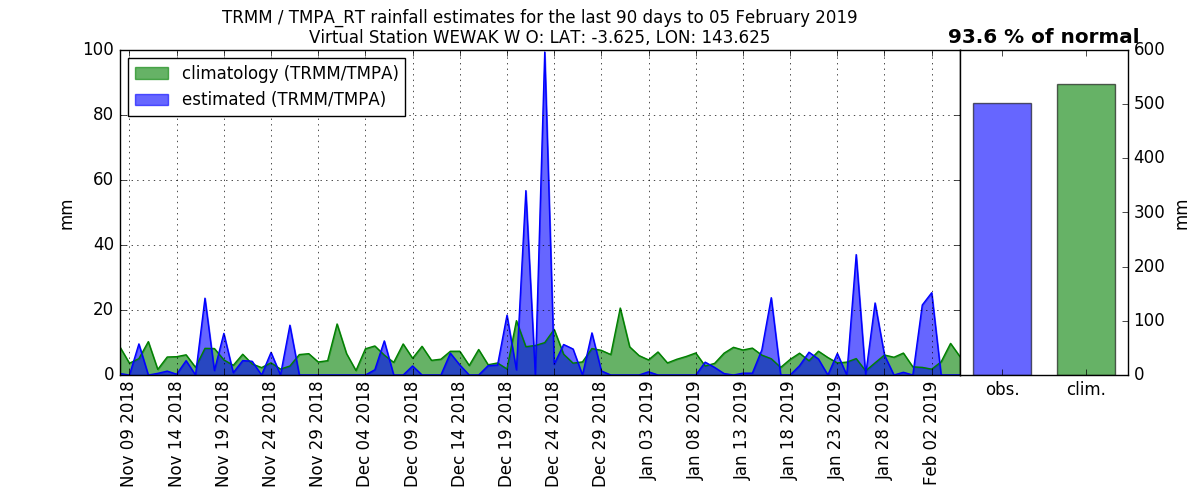 TRMM / TMPA_RT rainfall estimates for the last 90 days to 05 February 2019
Virtual Station WEWAK W O: LAT: -3.625, LON: 143.625
93.6 % of normal
climatology (TRMM/TMPA)
estimated (TRMM/TMPA)
100
80
60
40
20
0
mm
600
500
400
300
200
100
0
mm
obs.
clim.
Nov 09 2018
Nov 14 2018
Nov 19 2018
Nov 24 2018
Nov 29 2018
Dec 04 2018
Dec 09 2018
Dec 14 2018
Dec 19 2018
Dec 24 2018
Dec 29 2018
Jan 03 2019
Jan 08 2019
Jan 13 2019
Jan 18 2019
Jan 23 2019
Jan 28 2019
Feb 02 2019